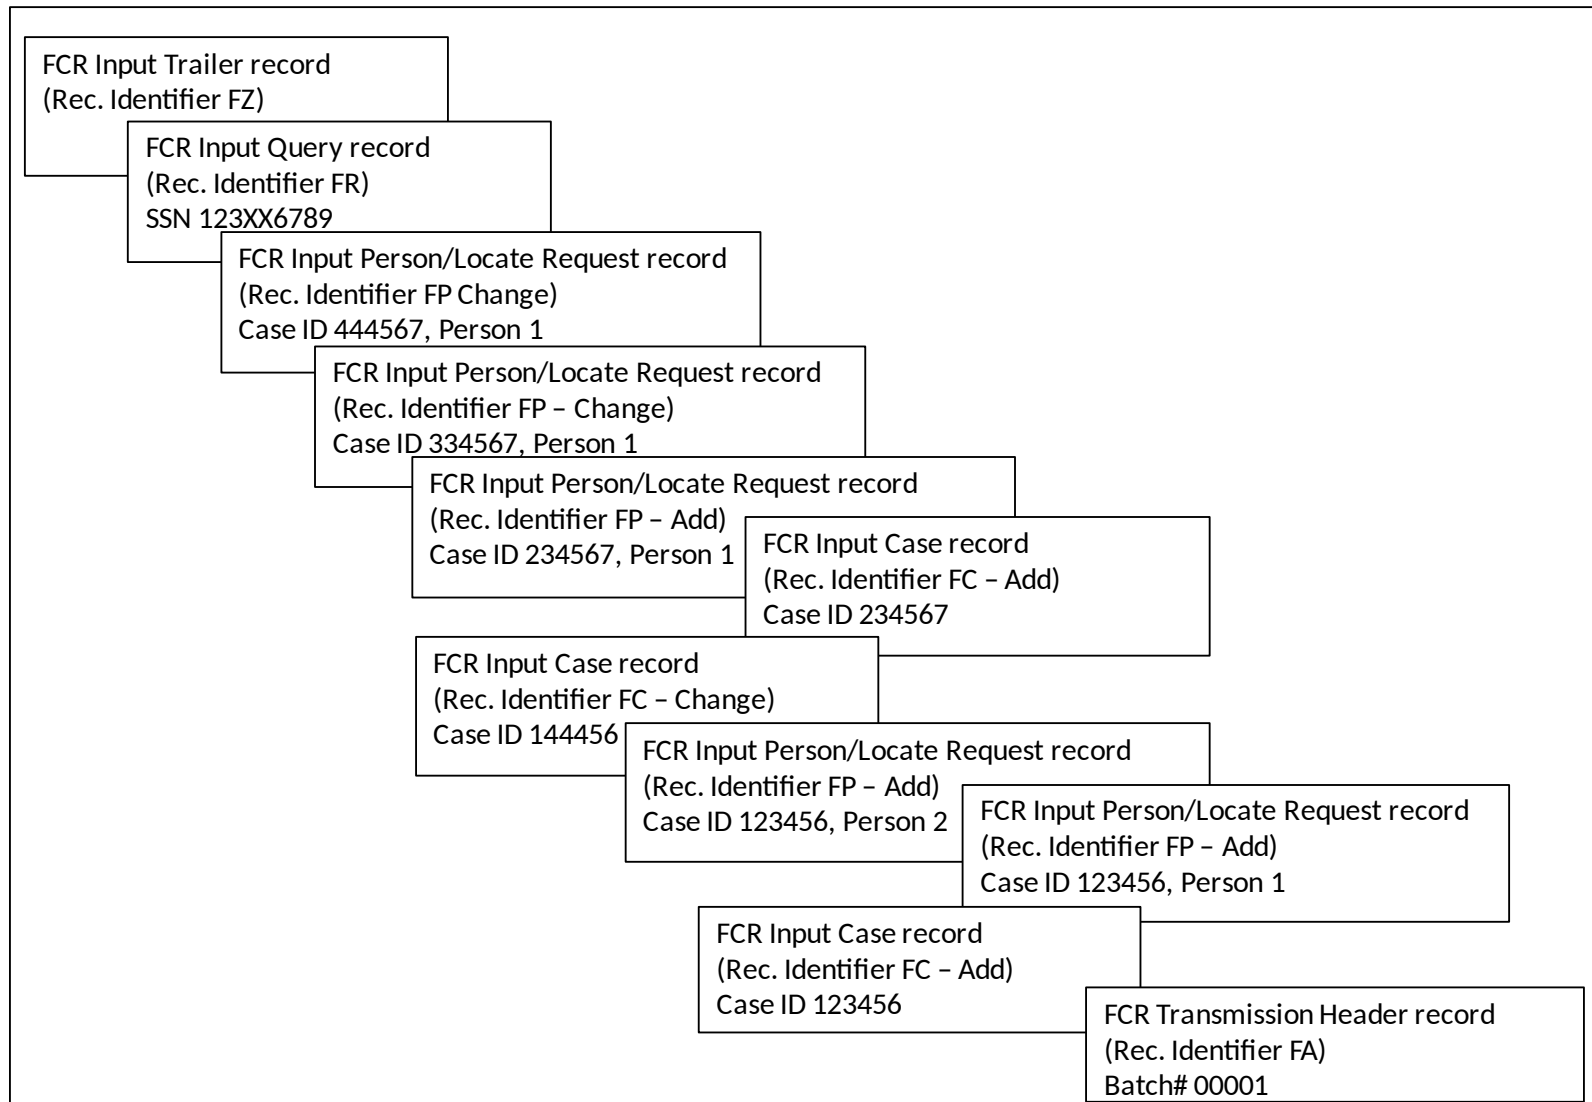 FCR Input Trailer record
(Rec. Identifier FZ)
FCR Input Query record
(Rec. Identifier FR)
SSN 123XX6789
FCR Input Person/Locate Request record
(Rec. Identifier FP Change)
Case ID 444567, Person 1
FCR Input Person/Locate Request record
(Rec. Identifier FP – Change)
Case ID 334567, Person 1
FCR Input Person/Locate Request record
(Rec. Identifier FP – Add)
Case ID 234567, Person 1
FCR Input Case record
(Rec. Identifier FC – Add)
Case ID 234567
FCR Input Case record
(Rec. Identifier FC – Change)
Case ID 144456
FCR Input Person/Locate Request record
(Rec. Identifier FP – Add)
Case ID 123456, Person 2
FCR Input Person/Locate Request record
(Rec. Identifier FP – Add)
Case ID 123456, Person 1
FCR Input Case record
(Rec. Identifier FC – Add)
Case ID 123456
FCR Transmission Header record
(Rec. Identifier FA)
Batch# 00001